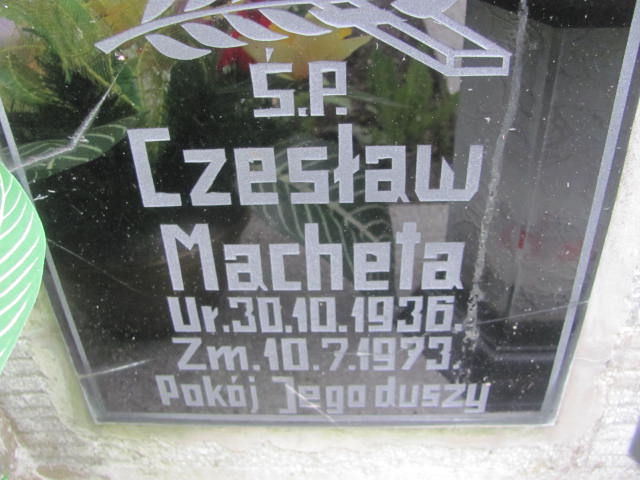 Ś.P.
Czesław
Macheta
Ur.30.10.1936.
Zm.10.7.1973.
Pokój Jego duszy